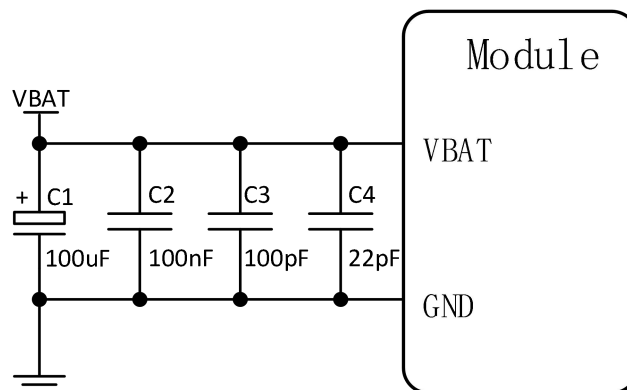 Module
VBAT
VBAT
+ C1
C2
C3
C4
100uF
100nF
100pF
22pF
GND